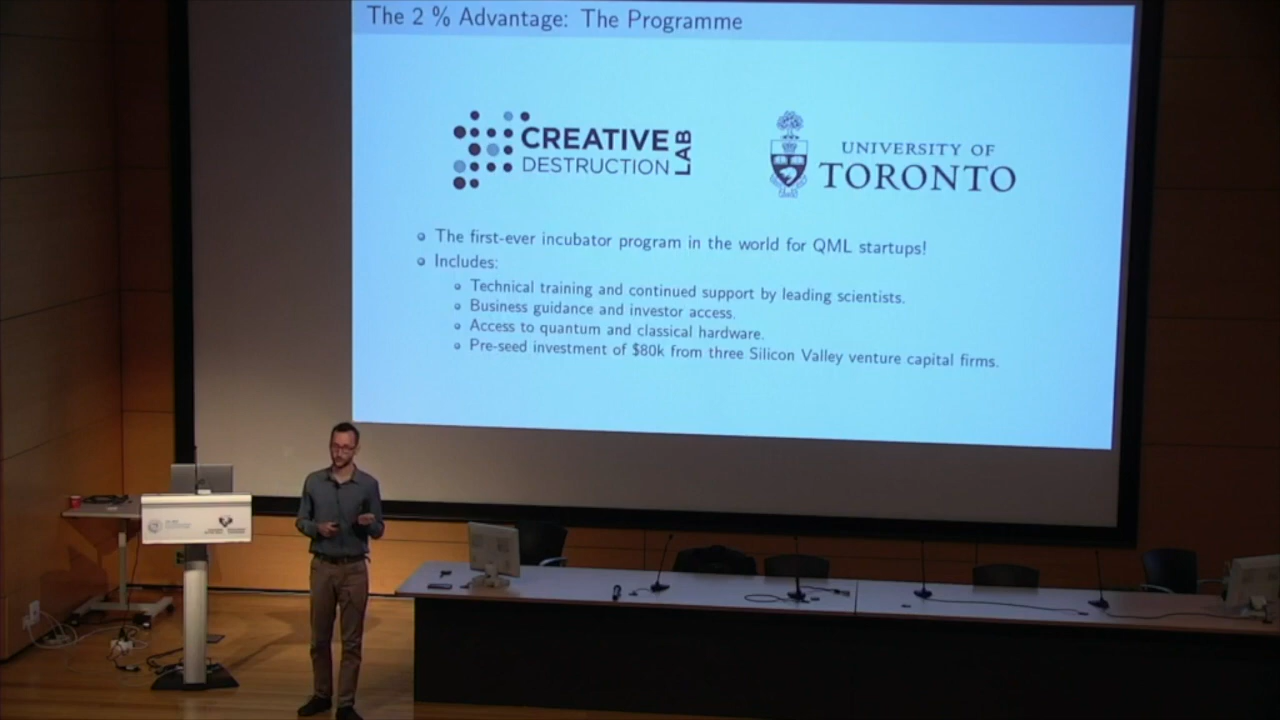 The 2 % Advantage: The Programme
CREATIVE
DESTRUCTION
LAB
UNIVERSITY OF
TORONTO
The first-ever incubator program in the world for QML startups!
Includes:
Technical training and continued support by leading scientists.
Business guidance and investor access.
Access to quantum and classical hardware.
Pre-seed investment of $80k from three Silicon Valley venture capital firms.